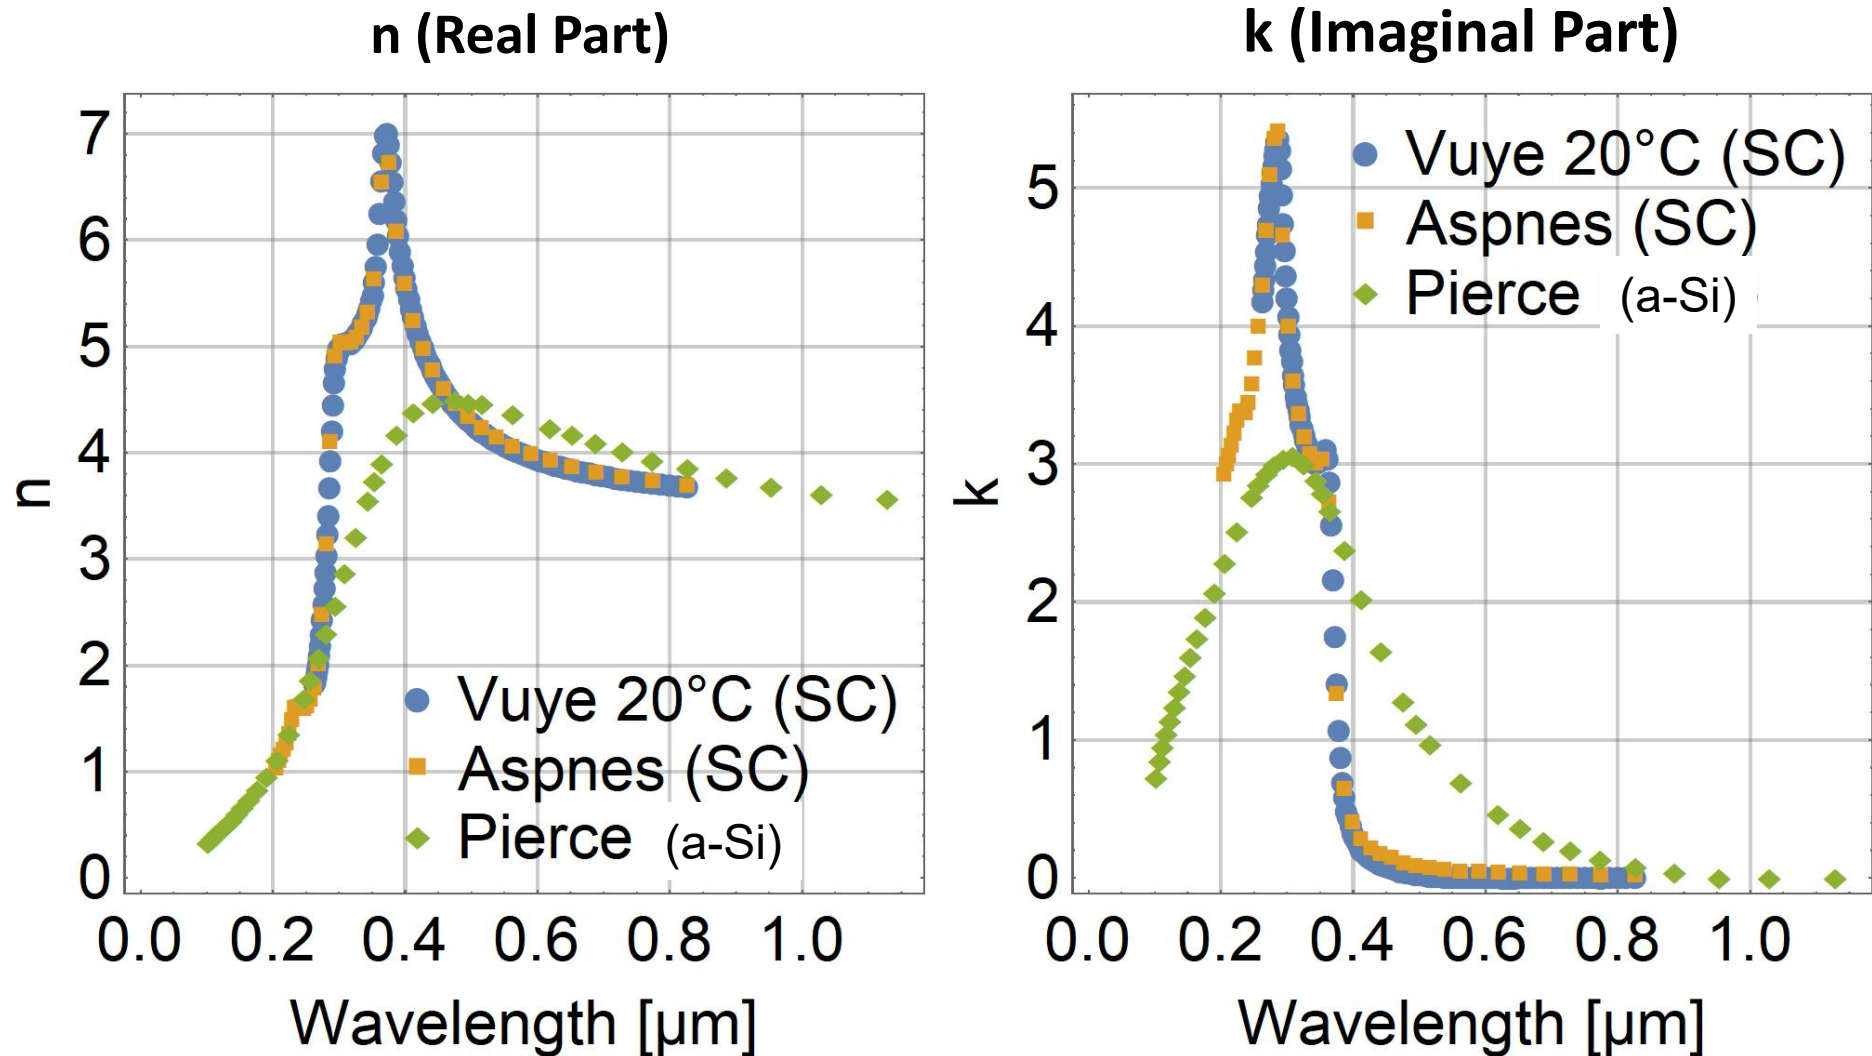 n (Real Part)
7
6
5
4
3
2
1
0
n
Vuye 20°C (SC)
Aspnes (SC)
Pierce (a-Si)
0.0 0.2 0.4 0.6 0.8 1.0
Wavelength [μm]
k (Imaginal Part)
5
4
3
2
1
0
k
Vuye 20°C (SC)
Aspnes (SC)
Pierce (a-Si)
0.0 0.2 0.4 0.6 0.8 1.0
Wavelength [μm]